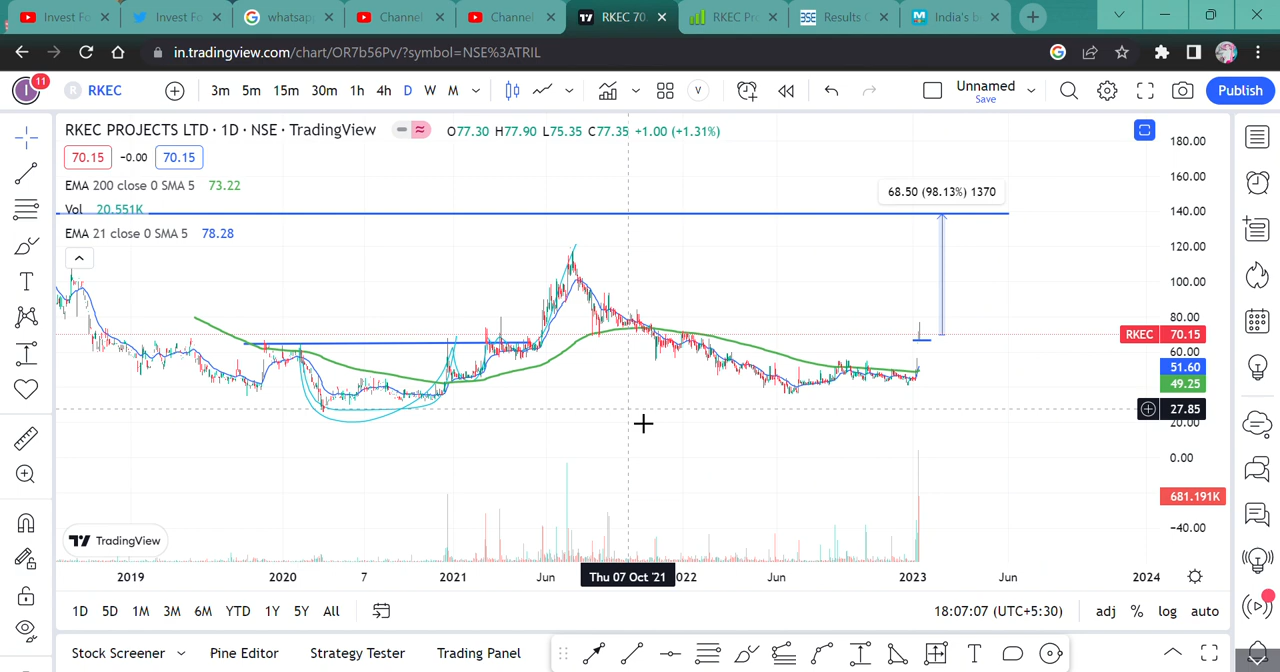 Invest Fo
Invest Fo
whatsap
Channel
Channel
RKEC 70.
RKEC Pr
Results
India's b
in.tradingview.com/chart/OR7b56Pv/?symbol=NSE%3ATRIL
11
I
R RKEC
3m 5m 15m 30m 1h 4h D W M
V
Unnamed
Save
Publish
RKEC PROJECTS LTD · 1D · NSE · TradingView
O77.30 H77.90 L75.35 C77.35 +1.00 (+1.31%)
70.15 −0.00 70.15
EMA 200 close 0 SMA 5 73.22
Vol 20.551K
EMA 21 close 0 SMA 5 78.28
68.50 (98.13%) 1370
180.00
160.00
140.00
120.00
100.00
80.00
RKEC 70.15
60.00
51.60
49.25
27.85
20.00
0.00
681.191K
−40.00
TradingView
2019 2020 7 2021 Jun Thu 07 Oct '21 2022 Jun 2023 Jun 2024
1D 5D 1M 3M 6M YTD 1Y 5Y All
18:07:07 (UTC+5:30) adj % log auto
Stock Screener Pine Editor Strategy Tester Trading Panel